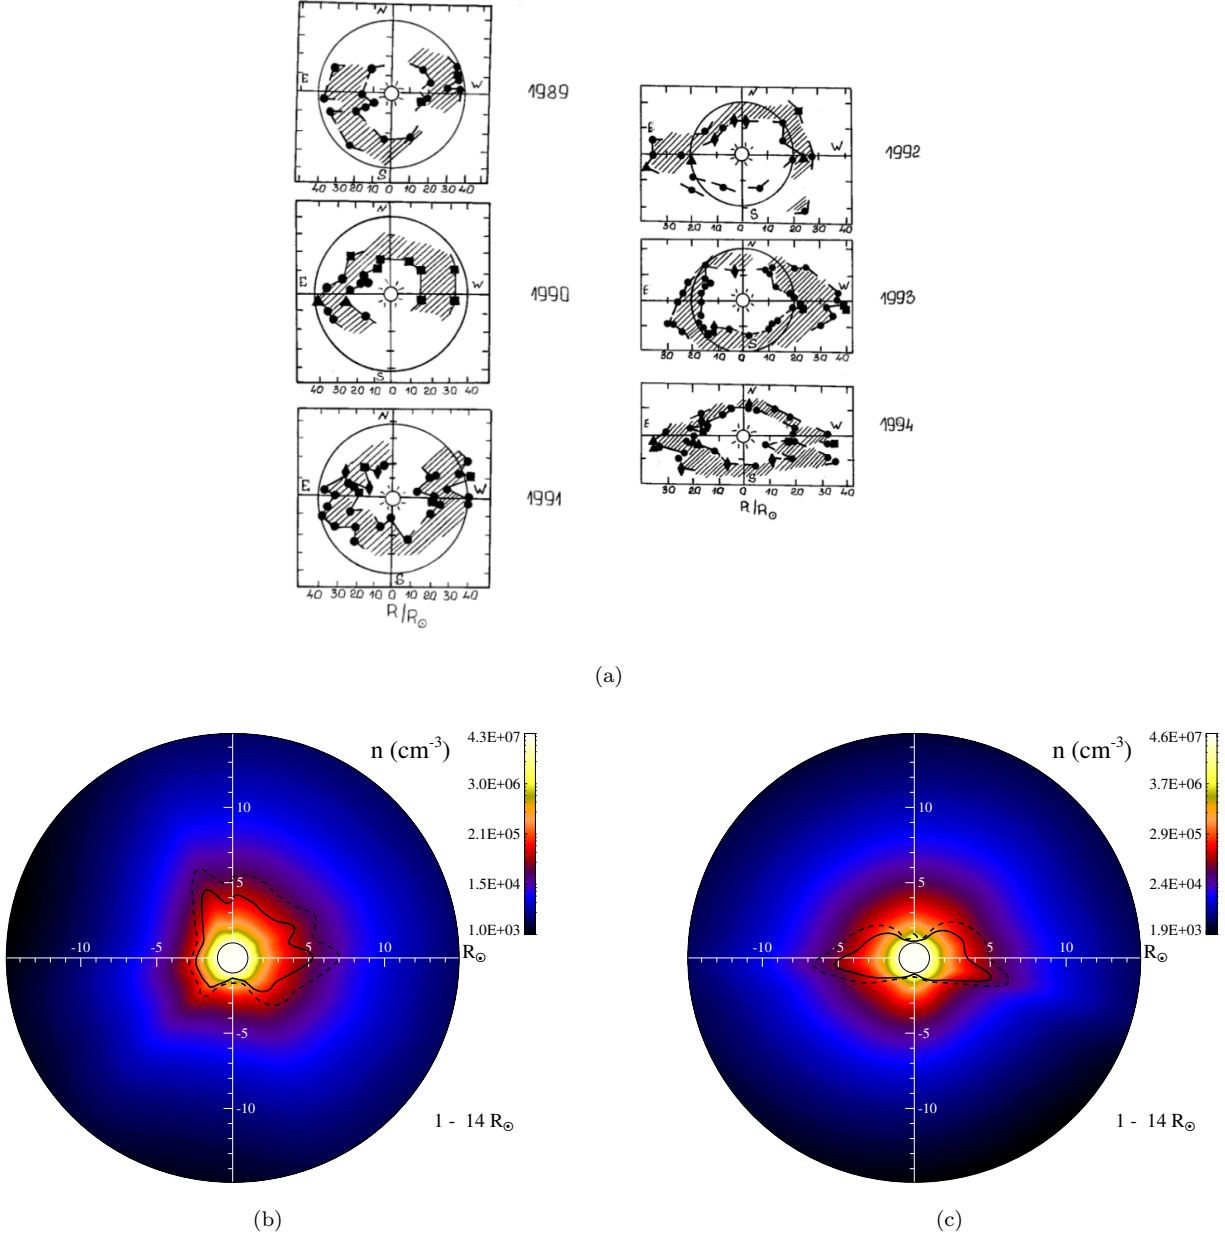 N
E
W
S
40 30 20 10 0 10 20 30 40
1989
N
E
W
S
40 30 20 10 0 10 20 30 40
1990
N
E
W
S
40 30 20 10 0 10 20 30 40
R/R⊙
1991
N
E
W
S
30 20 10 0 10 20 30 40
1992
N
E
W
S
30 20 10 0 10 20 30 40
1993
N
E
W
S
30 20 10 0 10 20 30 40
R/R⊙
1994
(a)
n (cm-3)
4.3E+07
3.0E+06
2.1E+05
1.5E+04
1.0E+03
10
5
-10 -5 5 10 R⊙
-5
-10
1 - 14 R⊙
(b)
n (cm-3)
4.6E+07
3.7E+06
2.9E+05
2.4E+04
1.9E+03
10
5
-10 -5 5 10 R⊙
-5
-10
1 - 14 R⊙
(c)